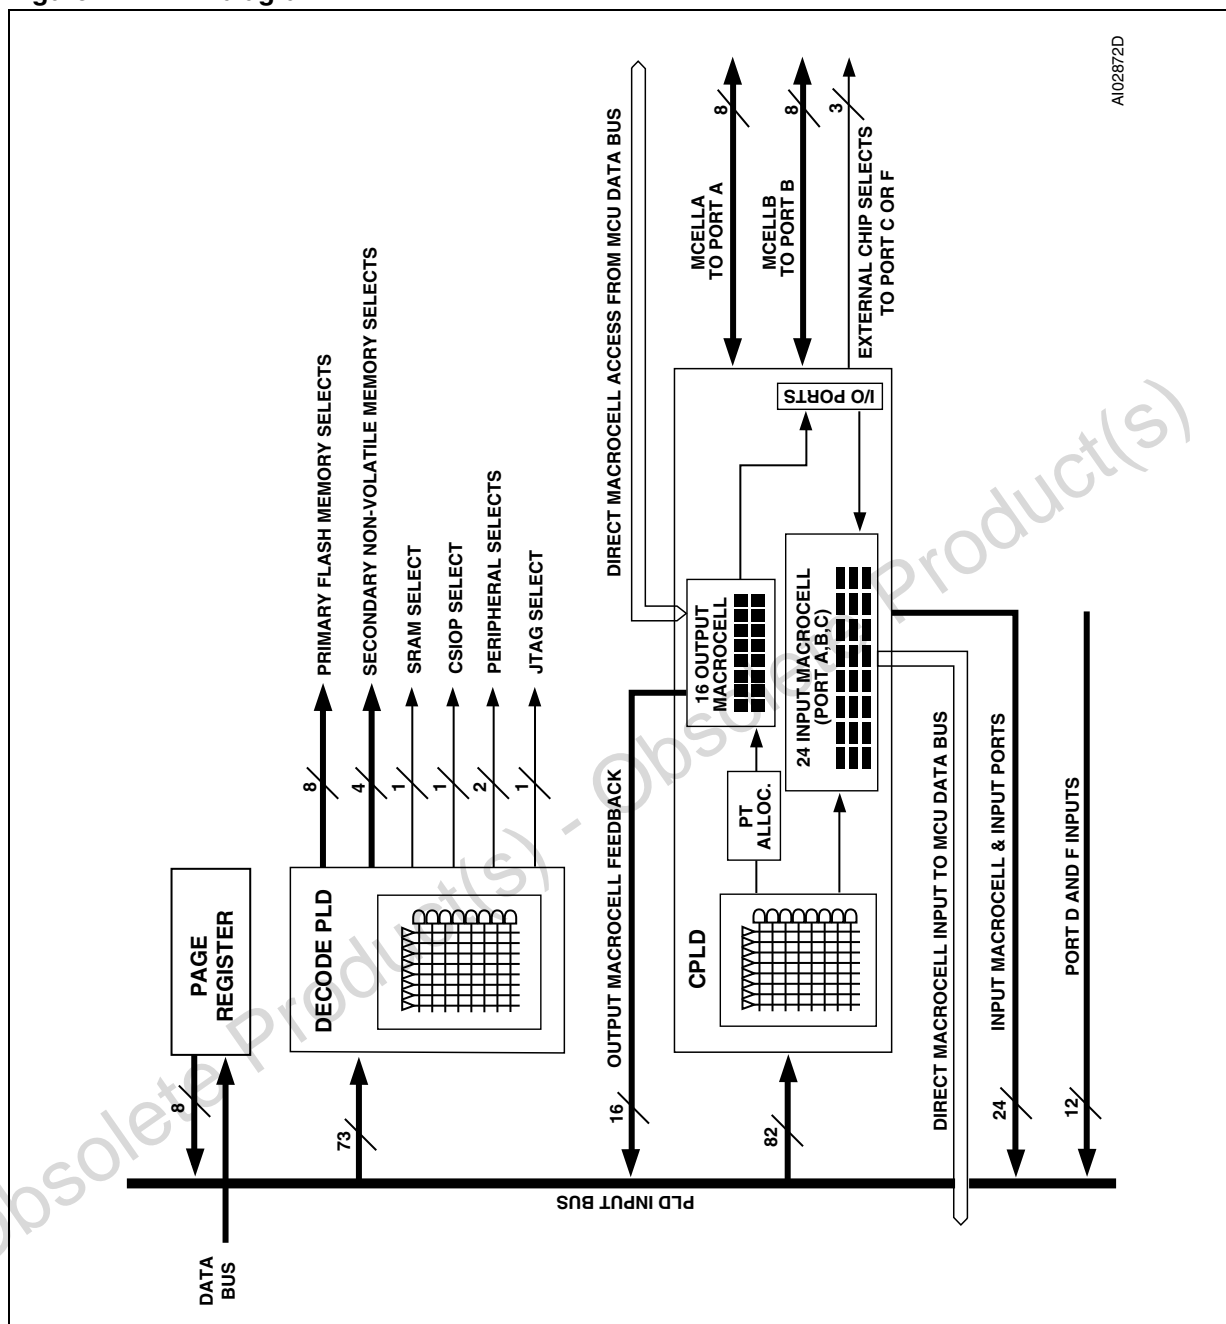 DATA
BUS
8
PAGE
REGISTER
73
DECODE PLD
8
PRIMARY FLASH MEMORY SELECTS
4
SECONDARY NON-VOLATILE MEMORY SELECTS
1
SRAM SELECT
1
CSIOP SELECT
2
PERIPHERAL SELECTS
1
JTAG SELECT
PLD INPUT BUS
16
OUTPUT MACROCELL FEEDBACK
DIRECT MACROCELL ACCESS FROM MCU DATA BUS
82
CPLD
PT
ALLOC.
16 OUTPUT
MACROCELL
24 INPUT MACROCELL
(PORT A,B,C)
I/O PORTS
MCELLA
TO PORT A
8
MCELLB
TO PORT B
8
EXTERNAL CHIP SELECTS
TO PORT C OR F
3
DIRECT MACROCELL INPUT TO MCU DATA BUS
24
INPUT MACROCELL & INPUT PORTS
12
PORT D AND F INPUTS
AI02872D
Obsolete Product(s) - Obsolete Product(s)